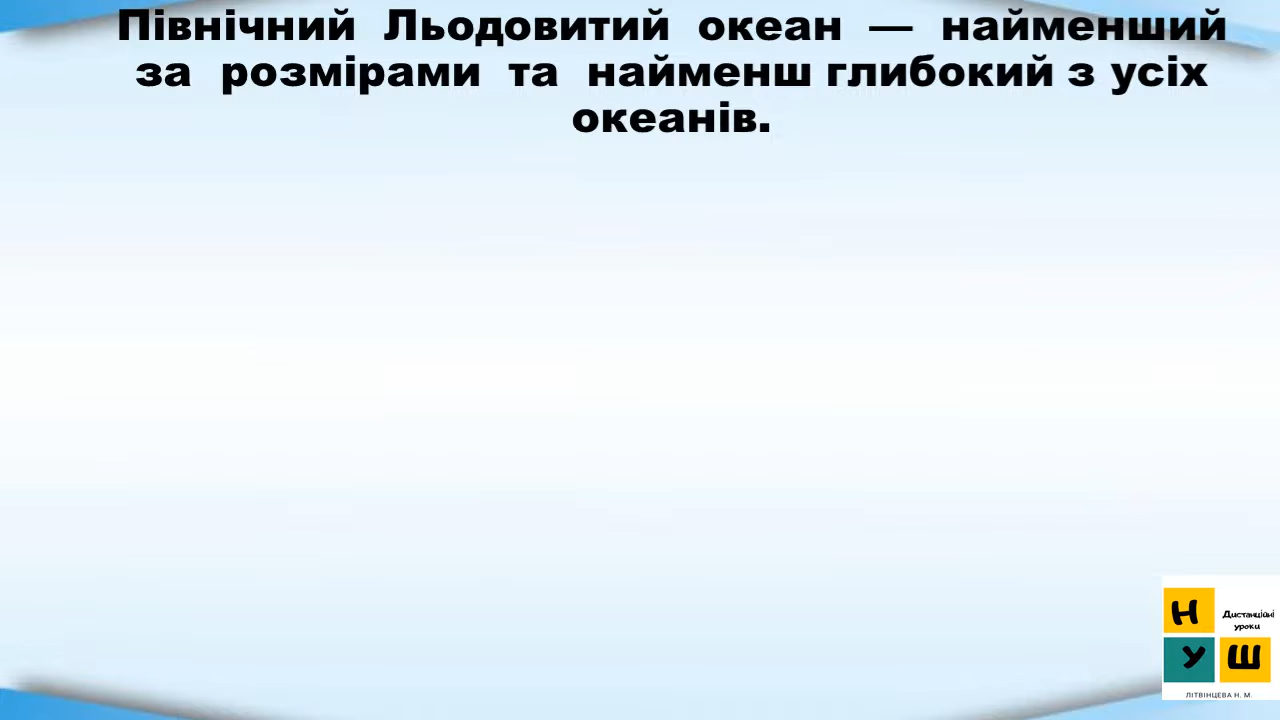 Північний Льодовитий океан — найменший
за розмірами та найменш глибокий з усіх
океанів.
Н
Дистанційні
уроки
У Ш
ЛІТВІНЦЕВА Н. М.